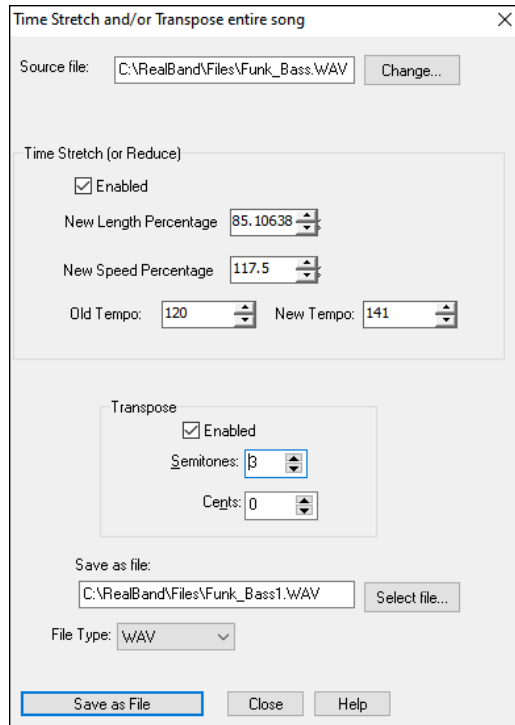 Time Stretch and/or Transpose entire song
Source file: C:\RealBand\Files\Funk_Bass.WAV Change...
Time Stretch (or Reduce)
Enabled
New Length Percentage 85.10638
New Speed Percentage 117.5
Old Tempo: 120 New Tempo: 141
Transpose
Enabled
Semitones: 3
Cents: 0
Save as file:
C:\RealBand\Files\Funk_Bass1.WAV Select file...
File Type: WAV
Save as File Close Help